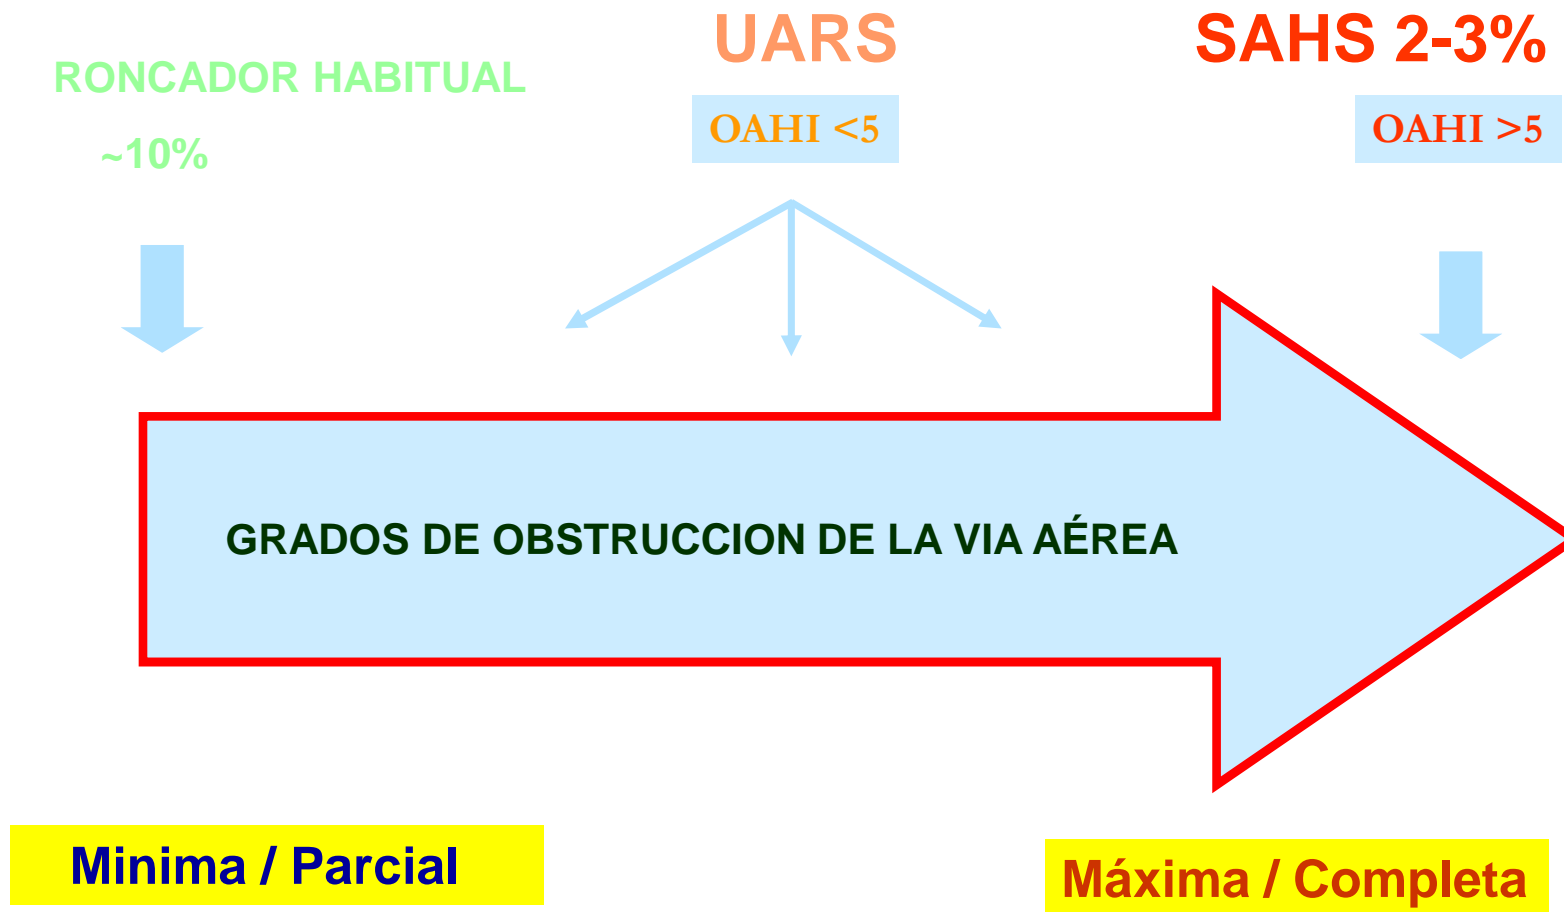 RONCADOR HABITUAL
~10%
UARS
OAHI <5
SAHS 2-3%
OAHI >5
GRADOS DE OBSTRUCCION DE LA VIA AÉREA
Minima / Parcial
Máxima / Completa